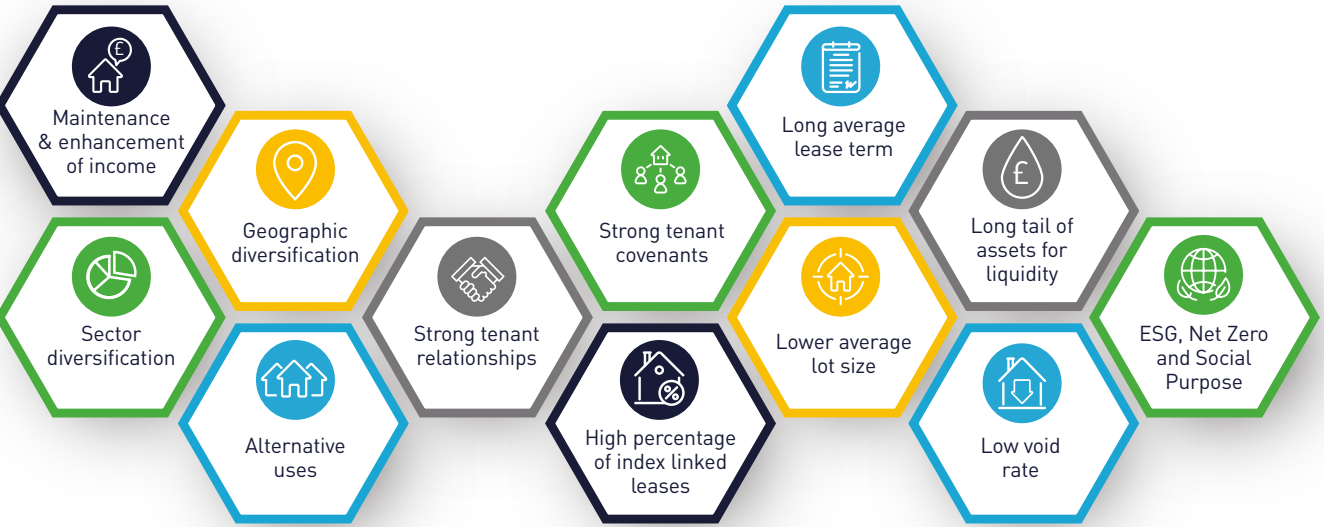 £
Maintenance
& enhancement
of income
Sector
diversification
Geographic
diversification
Alternative
uses
Strong tenant
relationships
Strong tenant
covenants
%
High percentage
of index linked
leases
Long average
lease term
Lower average
lot size
£
Long tail of
assets for
liquidity
Low void
rate
ESG, Net Zero
and Social
Purpose